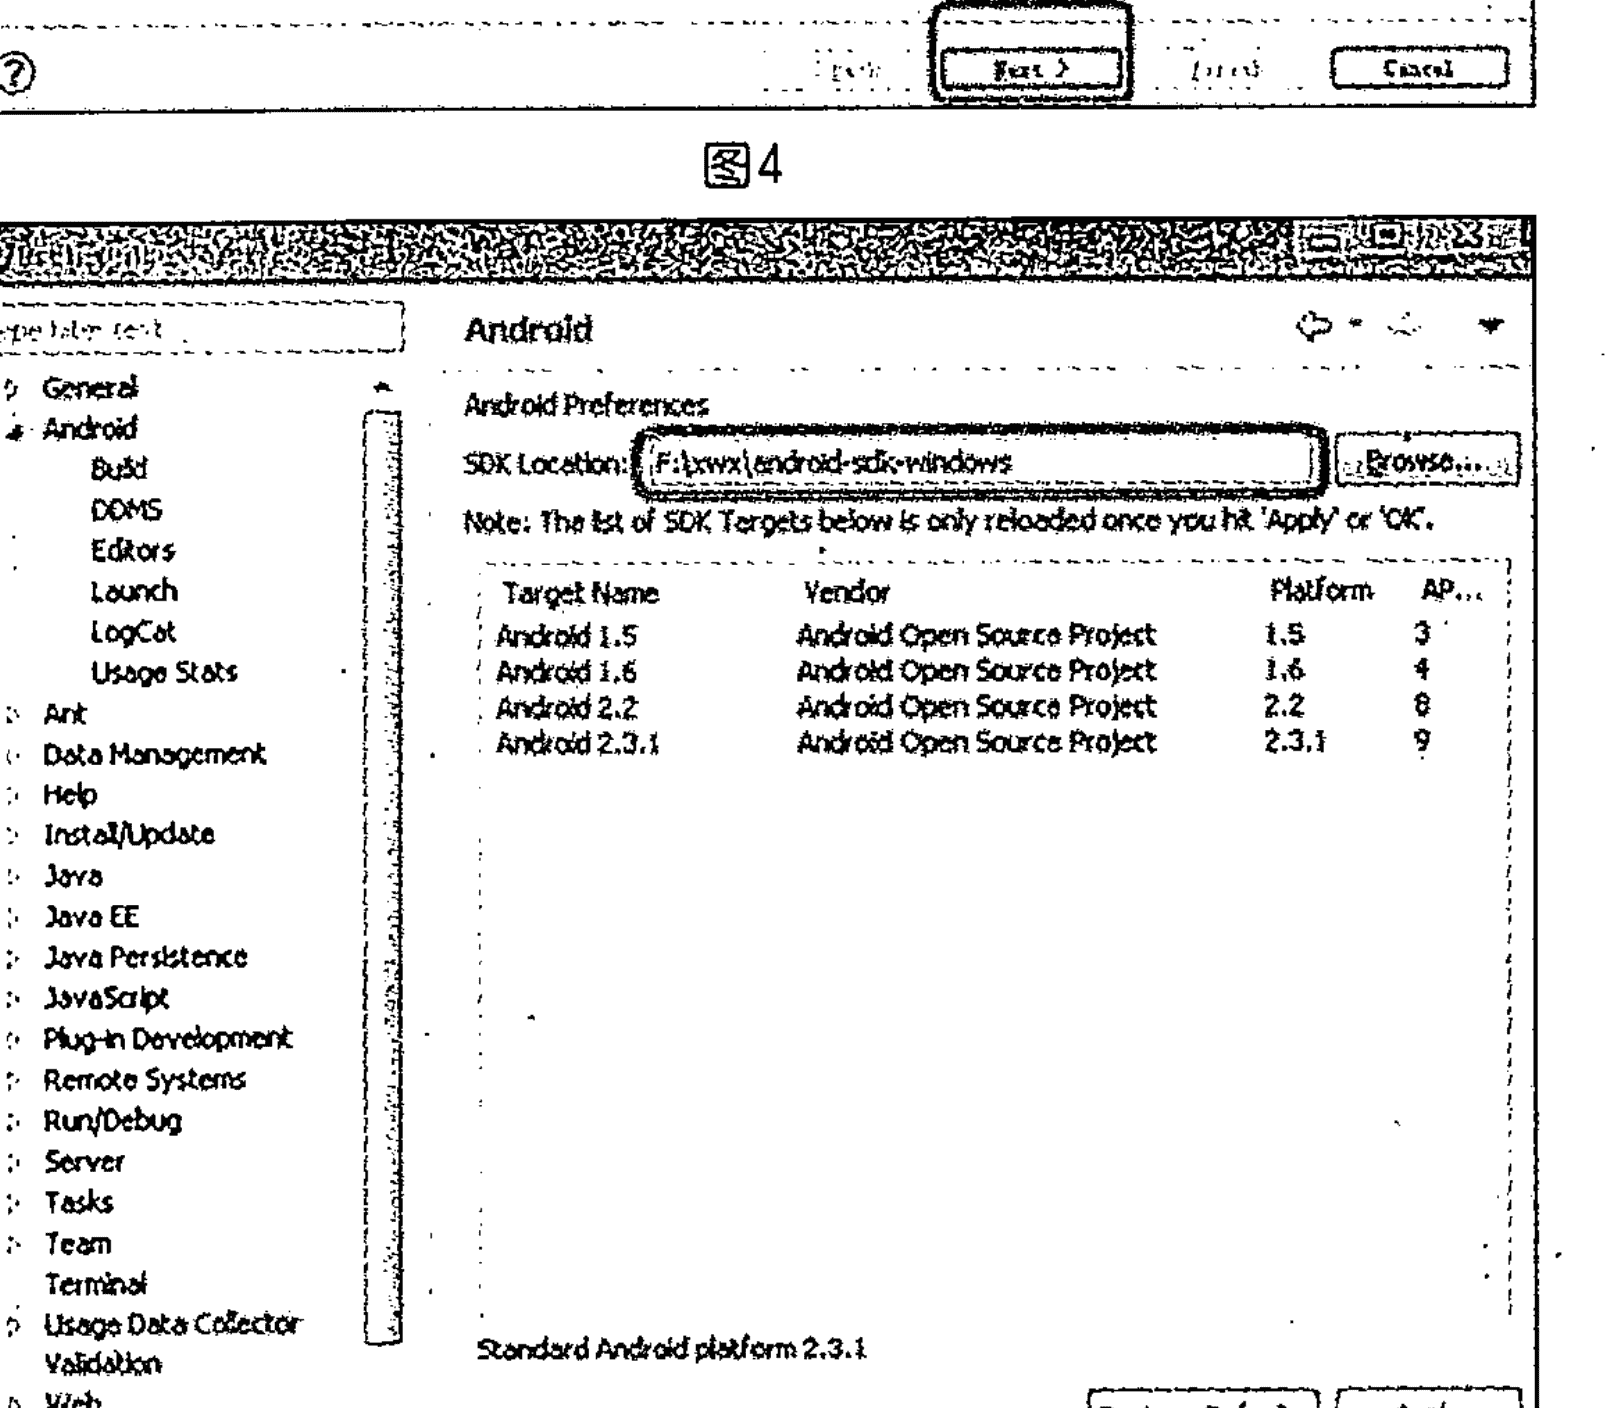 Next > Cancel
图4
Android
General
Android
Build
DDMS
Editors
Launch
LogCat
Usage Stats
Ant
Data Management
Help
Install/Update
Java
Java EE
Java Persistence
JavaScript
Plug-in Development
Remote Systems
Run/Debug
Server
Tasks
Team
Terminal
Usage Data Collector
Validation
Web
Android Preferences
SDK Location: F:\xwx\android-sdk-windows Browse...
Note: The list of SDK Targets below is only reloaded once you hit 'Apply' or 'OK'.
Target Name Vendor Platform AP...
Android 1.5 Android Open Source Project 1.5 3
Android 1.6 Android Open Source Project 1.6 4
Android 2.2 Android Open Source Project 2.2 8
Android 2.3.1 Android Open Source Project 2.3.1 9
Standard Android platform 2.3.1